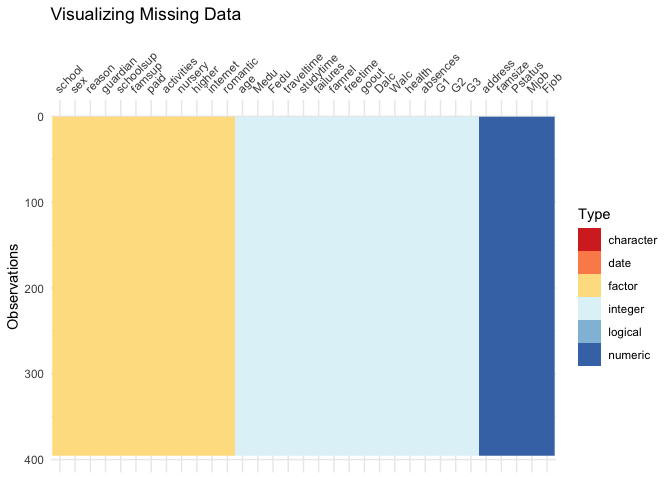 Visualizing Missing Data
school
sex
reason
guardian
schoolsup
famsup
paid
activities
nursery
higher
internet
romantic
age
Medu
Fedu
traveltime
studytime
failures
famrel
freetime
goout
Dalc
Walc
health
absences
G1
G2
G3
address
famsize
Pstatus
Mjob
Fjob
0
100
200
300
400
Observations
Type
character
date
factor
integer
logical
numeric